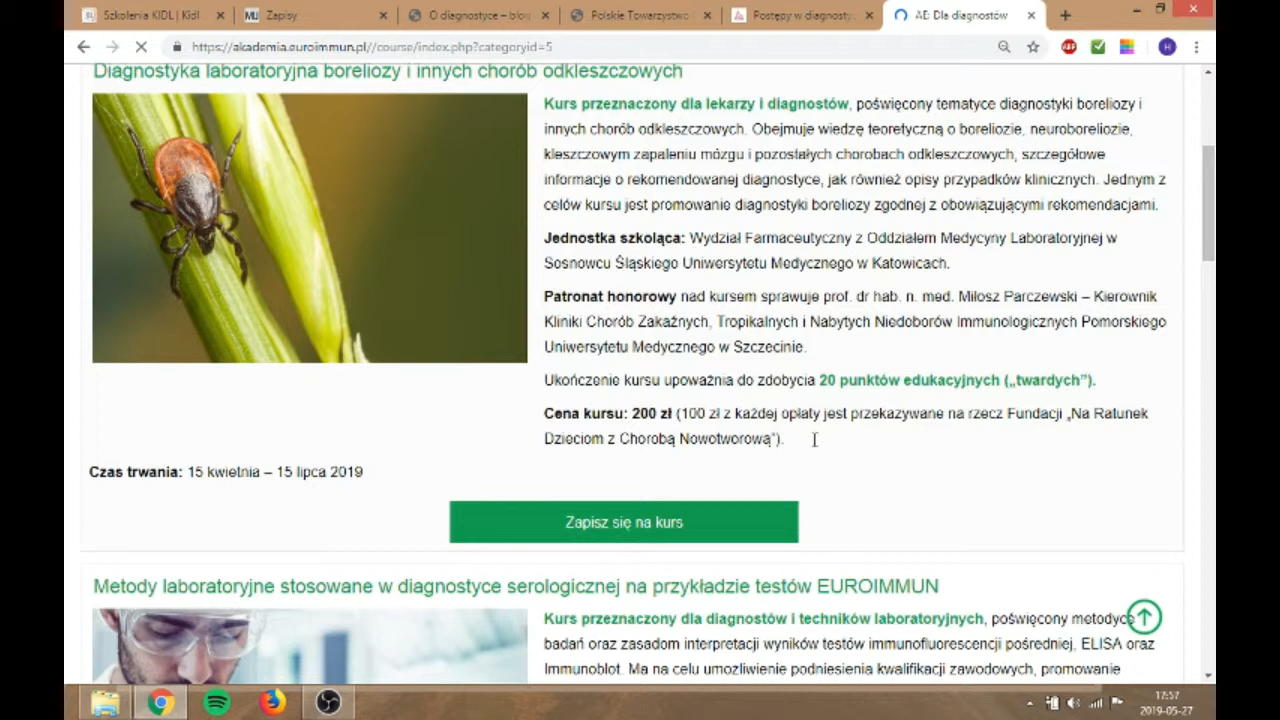 Szkolenia KIDL | Kidl
Zapisy
O diagnostyce – blog
Polskie Towarzystwo
Postępy w diagnosty
AE: Dla diagnostów
https://akademia.euroimmun.pl//course/index.php?categoryid=5
Diagnostyka laboratoryjna boreliozy i innych chorób odkleszczowych
Kurs przeznaczony dla lekarzy i diagnostów, poświęcony tematyce diagnostyki boreliozy i
innych chorób odkleszczowych. Obejmuje wiedzę teoretyczną o boreliozie, neuroboreliozie,
kleszczowym zapaleniu mózgu i pozostałych chorobach odkleszczowych, szczegółowe
informacje o rekomendowanej diagnostyce, jak również opisy przypadków klinicznych. Jednym z
celów kursu jest promowanie diagnostyki boreliozy zgodnej z obowiązującymi rekomendacjami.
Jednostka szkoląca: Wydział Farmaceutyczny z Oddziałem Medycyny Laboratoryjnej w
Sosnowcu Śląskiego Uniwersytetu Medycznego w Katowicach.
Patronat honorowy nad kursem sprawuje prof. dr hab. n. med. Miłosz Parczewski – Kierownik
Kliniki Chorób Zakaźnych, Tropikalnych i Nabytych Niedoborów Immunologicznych Pomorskiego
Uniwersytetu Medycznego w Szczecinie.
Ukończenie kursu upoważnia do zdobycia 20 punktów edukacyjnych („twardych”).
Cena kursu: 200 zł (100 zł z każdej opłaty jest przekazywane na rzecz Fundacji „Na Ratunek
Dzieciom z Chorobą Nowotworową”).
Czas trwania: 15 kwietnia – 15 lipca 2019
Zapisz się na kurs
Metody laboratoryjne stosowane w diagnostyce serologicznej na przykładzie testów EUROIMMUN
Kurs przeznaczony dla diagnostów i techników laboratoryjnych, poświęcony metodyce
badań oraz zasadom interpretacji wyników testów immunofluorescencji pośredniej, ELISA oraz
Immunoblot. Ma na celu umożliwienie podniesienia kwalifikacji zawodowych, promowanie
17:57
2019-05-27